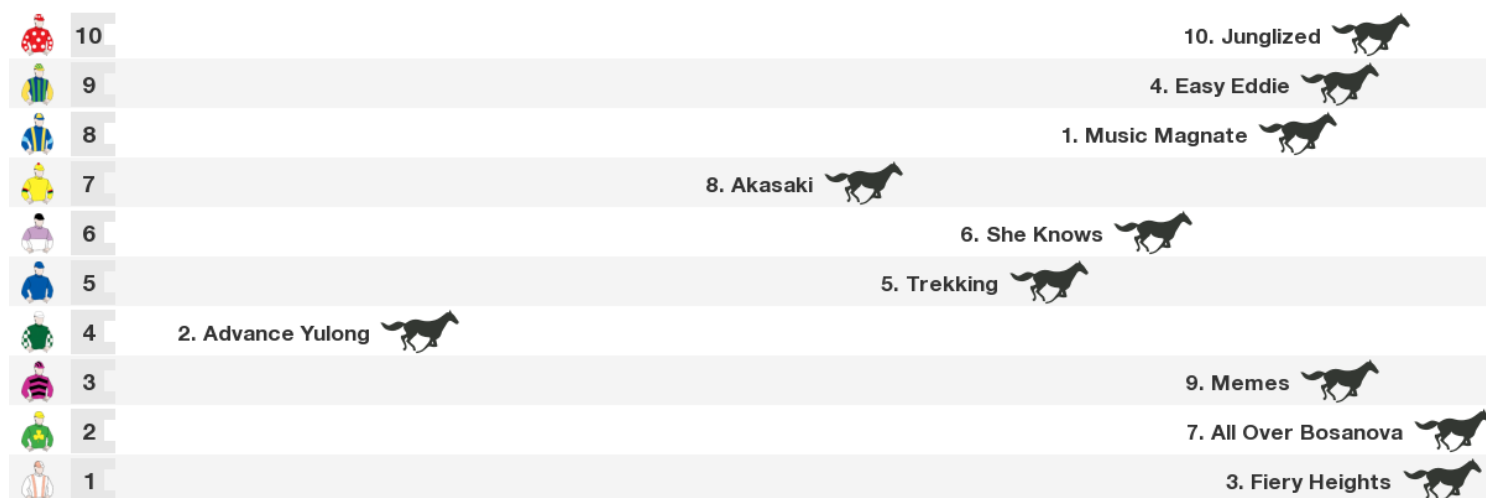 10 10. Junglized
9 4. Easy Eddie
8 1. Music Magnate
7 8. Akasaki
6 6. She Knows
5 5. Trekking
4 2. Advance Yulong
3 9. Memes
2 7. All Over Bosanova
1 3. Fiery Heights